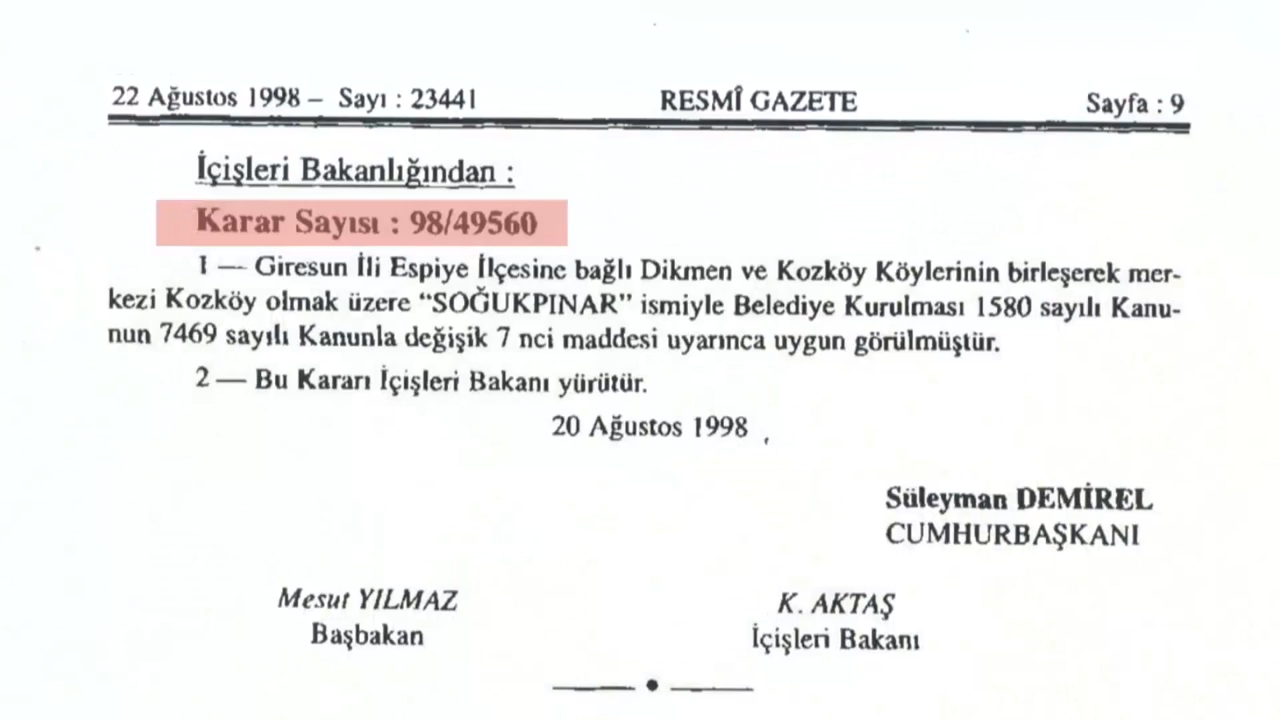 22 Ağustos 1998 – Sayı : 23441 RESMÎ GAZETE Sayfa : 9
İçişleri Bakanlığından :
Karar Sayısı : 98/49560
1 — Giresun İli Espiye İlçesine bağlı Dikmen ve Kozköy Köylerinin birleşerek mer-
kezi Kozköy olmak üzere “SOĞUKPINAR” ismiyle Belediye Kurulması 1580 sayılı Kanu-
nun 7469 sayılı Kanunla değişik 7 nci maddesi uyarınca uygun görülmüştür.
2 — Bu Kararı İçişleri Bakanı yürütür.
20 Ağustos 1998
Süleyman DEMİREL
CUMHURBAŞKANI
Mesut YILMAZ K. AKTAŞ
Başbakan İçişleri Bakanı